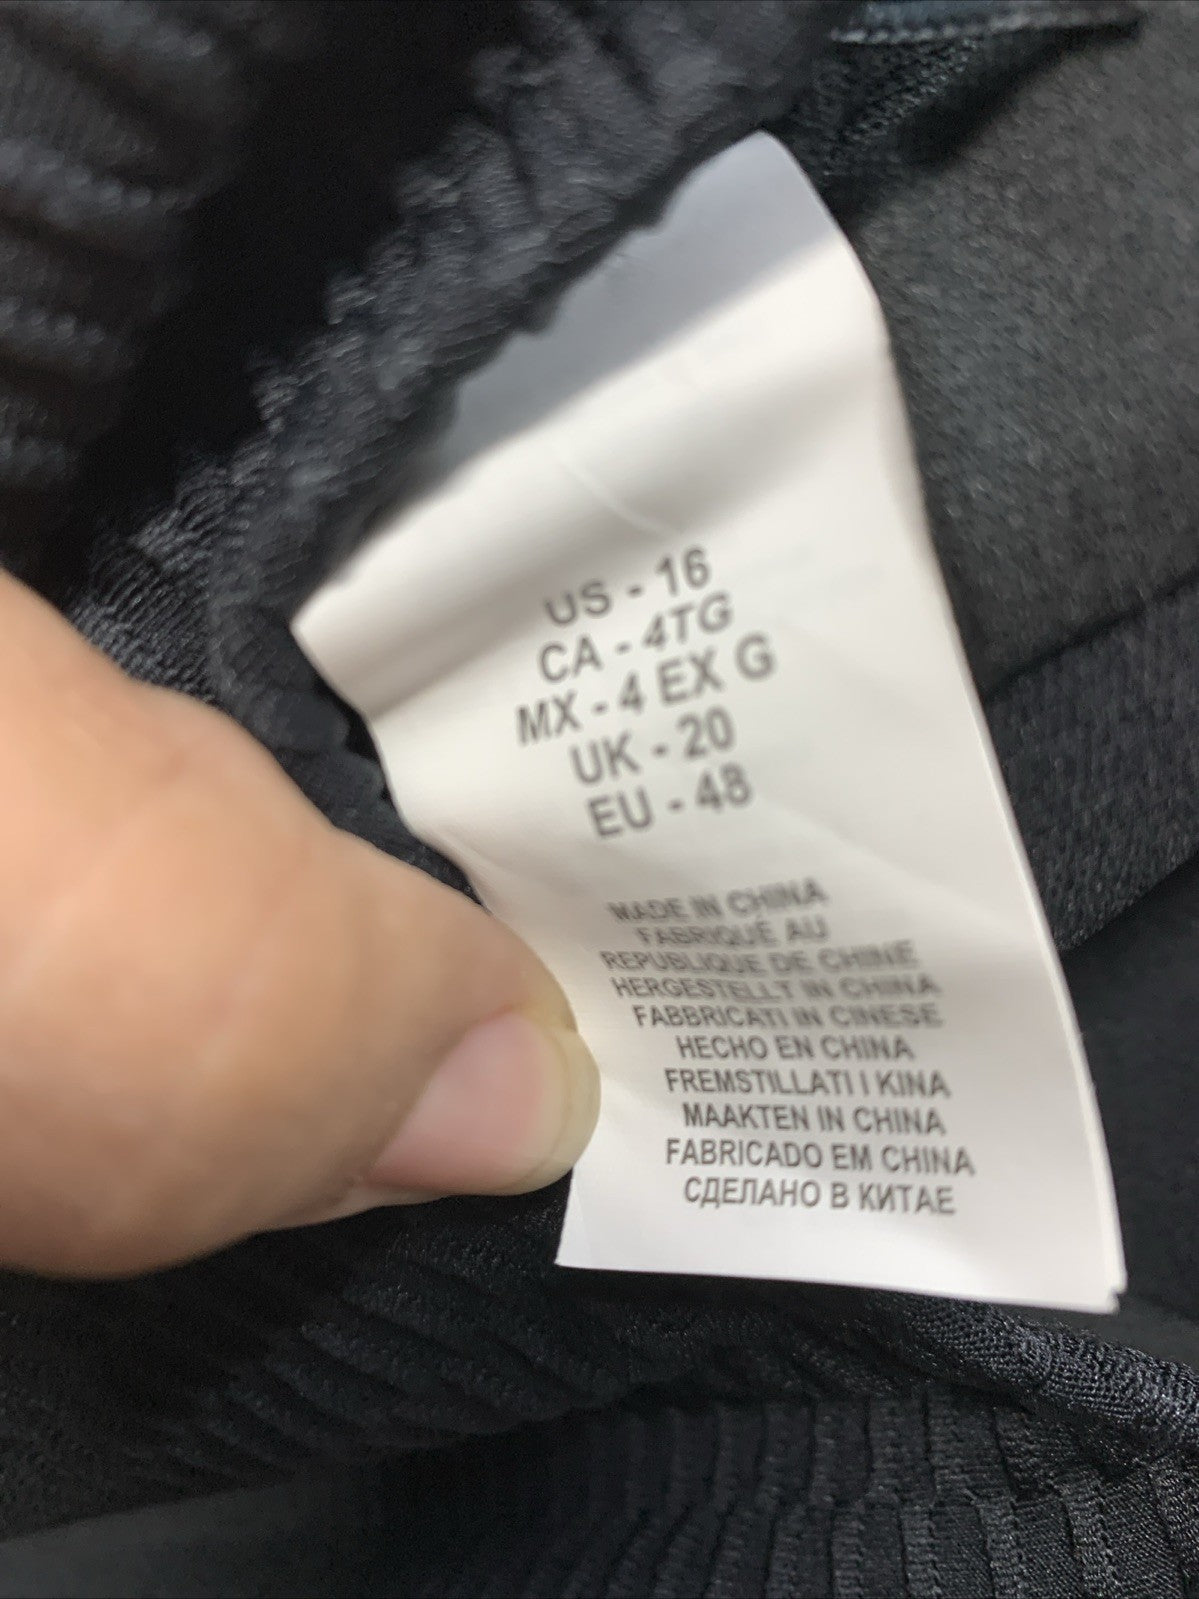 US - 16
CA - 4TG
MX - 4 EX G
UK - 20
EU - 48
MADE IN CHINA
FABRIQUÉ AU
REPUBLIQUE DE CHINE
HERGESTELLT IN CHINA
FABBRICATI IN CINESE
HECHO EN CHINA
FREMSTILLATI I KINA
MAAKTEN IN CHINA
FABRICADO EM CHINA
СДЕЛАНО В КИТАЕ